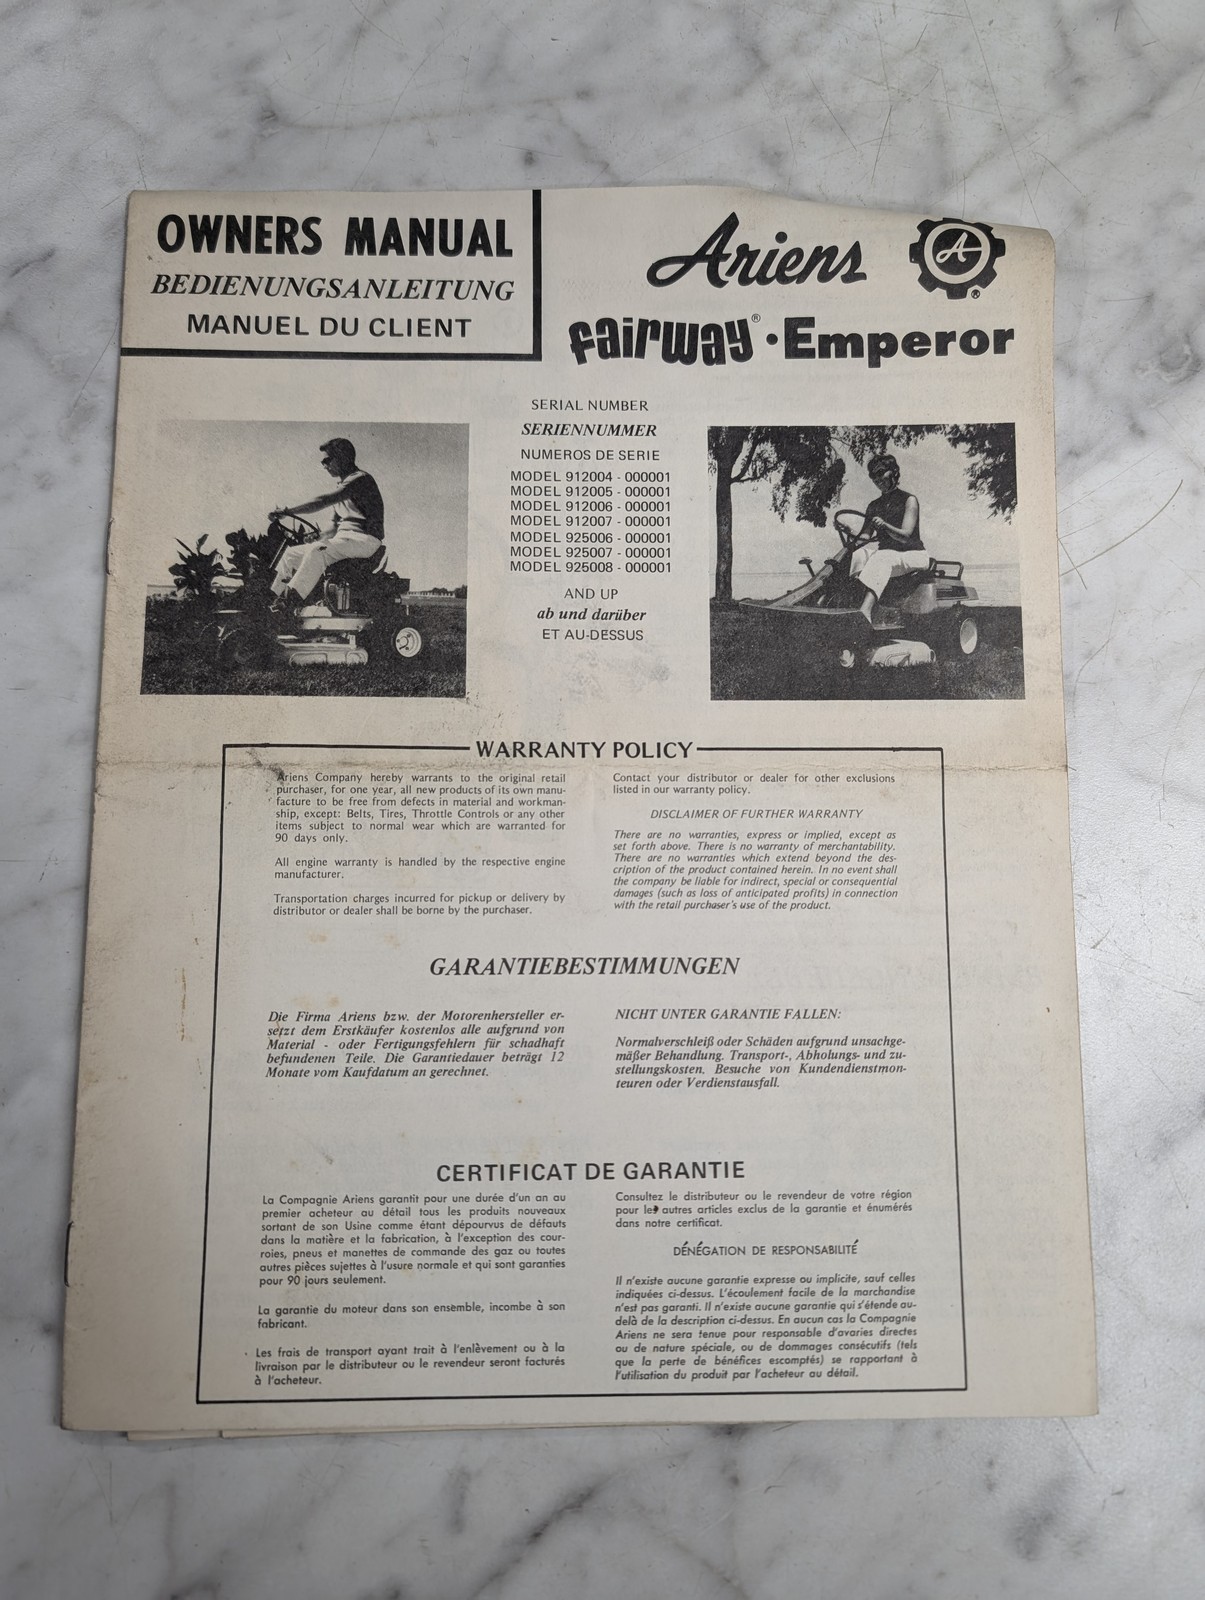 OWNERS MANUAL
BEDIENUNGSANLEITUNG
MANUEL DU CLIENT
Ariens
A
®
fairway® • Emperor
SERIAL NUMBER
SERIENNUMMER
NUMEROS DE SERIE
MODEL 912004 - 000001
MODEL 912005 - 000001
MODEL 912006 - 000001
MODEL 912007 - 000001
MODEL 925006 - 000001
MODEL 925007 - 000001
MODEL 925008 - 000001
AND UP
ab und darüber
ET AU-DESSUS
WARRANTY POLICY
Ariens Company hereby warrants to the original retail
purchaser, for one year, all new products of its own manu-
facture to be free from defects in material and workman-
ship, except: Belts, Tires, Throttle Controls or any other
items subject to normal wear which are warranted for
90 days only.
All engine warranty is handled by the respective engine
manufacturer.
Transportation charges incurred for pickup or delivery by
distributor or dealer shall be borne by the purchaser.
Contact your distributor or dealer for other exclusions
listed in our warranty policy.
DISCLAIMER OF FURTHER WARRANTY
There are no warranties, express or implied, except as
set forth above. There is no warranty of merchantability.
There are no warranties which extend beyond the des-
cription of the product contained herein. In no event shall
the company be liable for indirect, special or consequential
damages (such as loss of anticipated profits) in connection
with the retail purchaser's use of the product.
GARANTIEBESTIMMUNGEN
Die Firma Ariens bzw. der Motorenhersteller er-
setzt dem Erstkäufer kostenlos alle aufgrund von
Material - oder Fertigungsfehlern für schadhaft
befundenen Teile. Die Garantiedauer beträgt 12
Monate vom Kaufdatum an gerechnet.
NICHT UNTER GARANTIE FALLEN:
Normalverschleiß oder Schäden aufgrund unsachge-
mäßer Behandlung. Transport-, Abholungs- und zu-
stellungskosten. Besuche von Kundendienstmon-
teuren oder Verdienstausfall.
CERTIFICAT DE GARANTIE
La Compagnie Ariens garantit pour une durée d'un an au
premier acheteur au détail tous les produits nouveaux
sortant de son Usine comme étant dépourvus de défauts
dans la matière et la fabrication, à l'exception des cour-
roies, pneus et manettes de commande des gaz ou toutes
autres pièces sujettes à l'usure normale et qui sont garanties
pour 90 jours seulement.
La garantie du moteur dans son ensemble, incombe à son
fabricant.
Les frais de transport ayant trait à l'enlèvement ou à la
livraison par le distributeur ou le revendeur seront facturés
à l'acheteur.
Consultez le distributeur ou le revendeur de votre région
pour les autres articles exclus de la garantie et énumérés
dans notre certificat.
DÉNÉGATION DE RESPONSABILITÉ
Il n'existe aucune garantie expresse ou implicite, sauf celles
indiquées ci-dessus. L'écoulement facile de la marchandise
n'est pas garanti. Il n'existe aucune garantie qui s'étende au-
delà de la description ci-dessus. En aucun cas la Compagnie
Ariens ne sera tenue pour responsable d'avaries directes
ou de nature spéciale, ou de dommages consécutifs (tels
que la perte de bénéfices escomptés) se rapportant à
l'utilisation du produit par l'acheteur au détail.